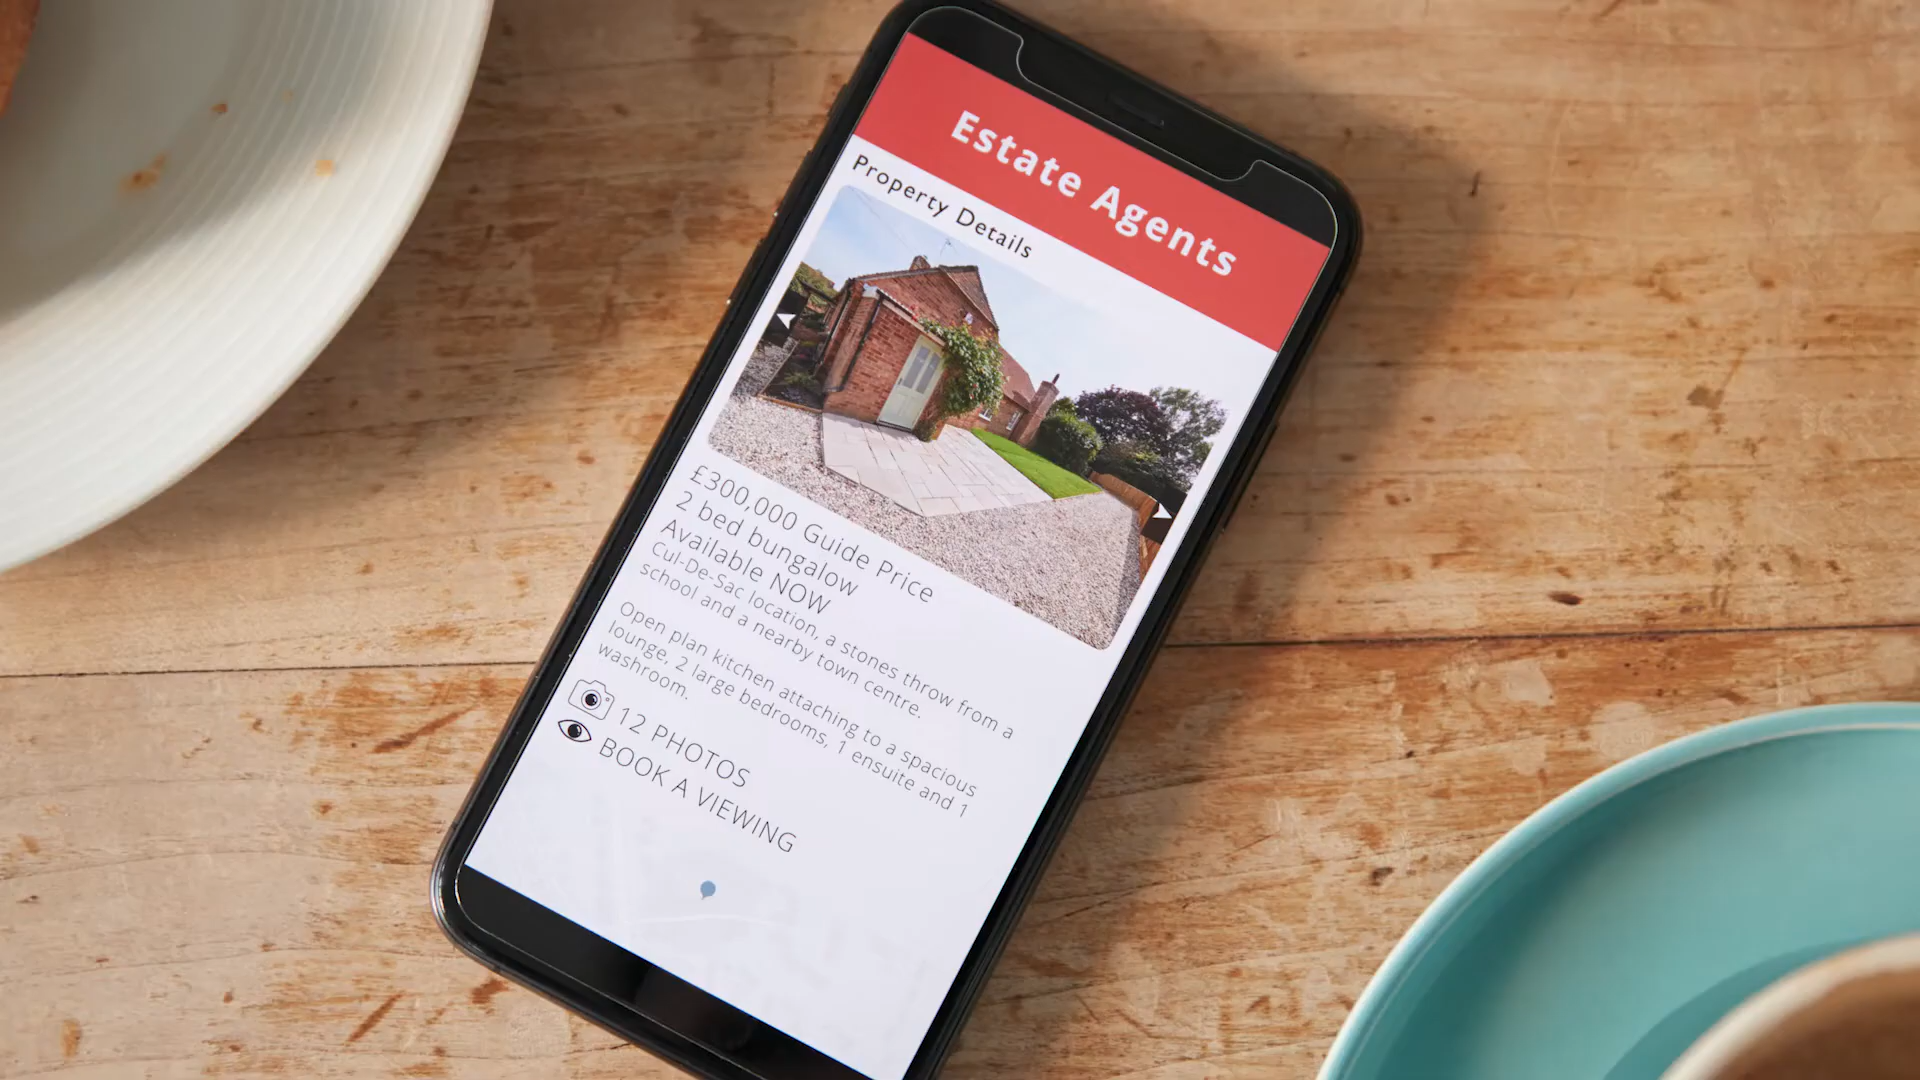 Estate Agents
Property Details
£300,000 Guide Price
2 bed bungalow
Available NOW
Cul-De-Sac location, a stones throw from a
school and a nearby town centre.
Open plan kitchen attaching to a spacious
lounge, 2 large bedrooms, 1 ensuite and 1
washroom.
12 PHOTOS
BOOK A VIEWING